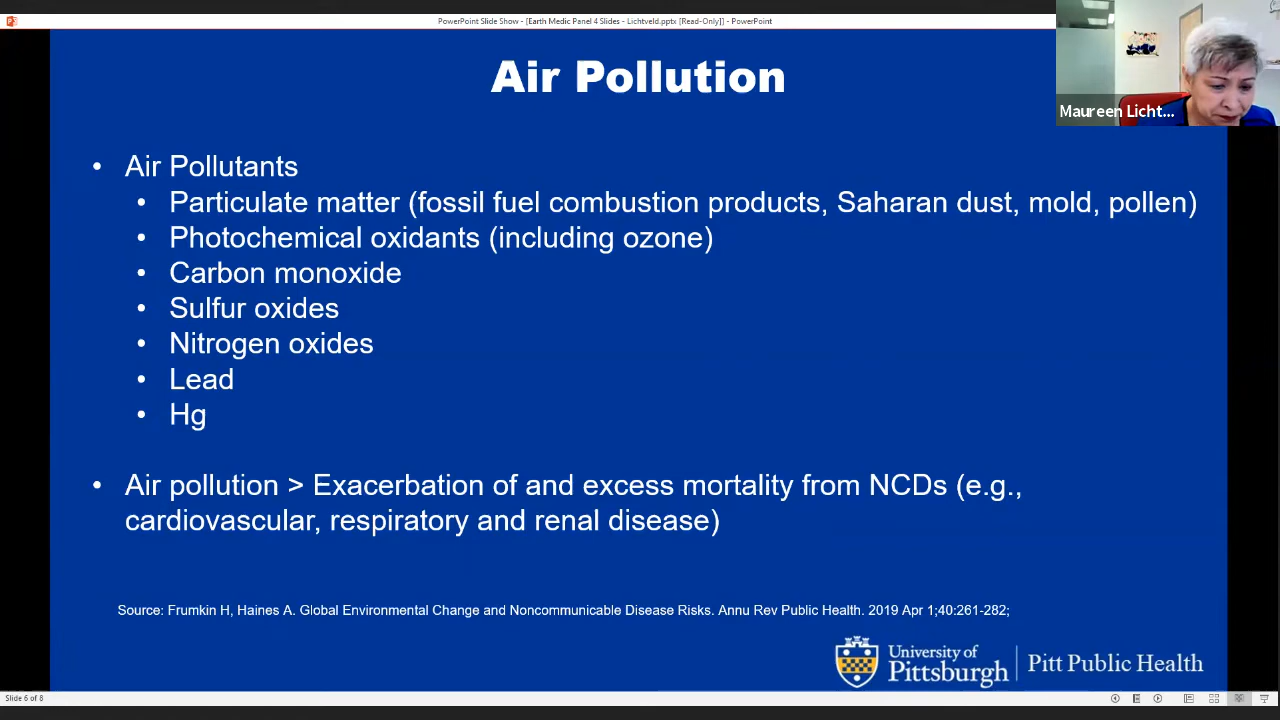 PowerPoint Slide Show - [Earth Medic Panel 4 Slides - Lichtveld.pptx [Read-Only]] - PowerPoint
Maureen Licht...
Air Pollution
• Air Pollutants
• Particulate matter (fossil fuel combustion products, Saharan dust, mold, pollen)
• Photochemical oxidants (including ozone)
• Carbon monoxide
• Sulfur oxides
• Nitrogen oxides
• Lead
• Hg
• Air pollution > Exacerbation of and excess mortality from NCDs (e.g.,
cardiovascular, respiratory and renal disease)
Source: Frumkin H, Haines A. Global Environmental Change and Noncommunicable Disease Risks. Annu Rev Public Health. 2019 Apr 1;40:261-282;
University of
Pittsburgh
Pitt Public Health
Slide 6 of 8